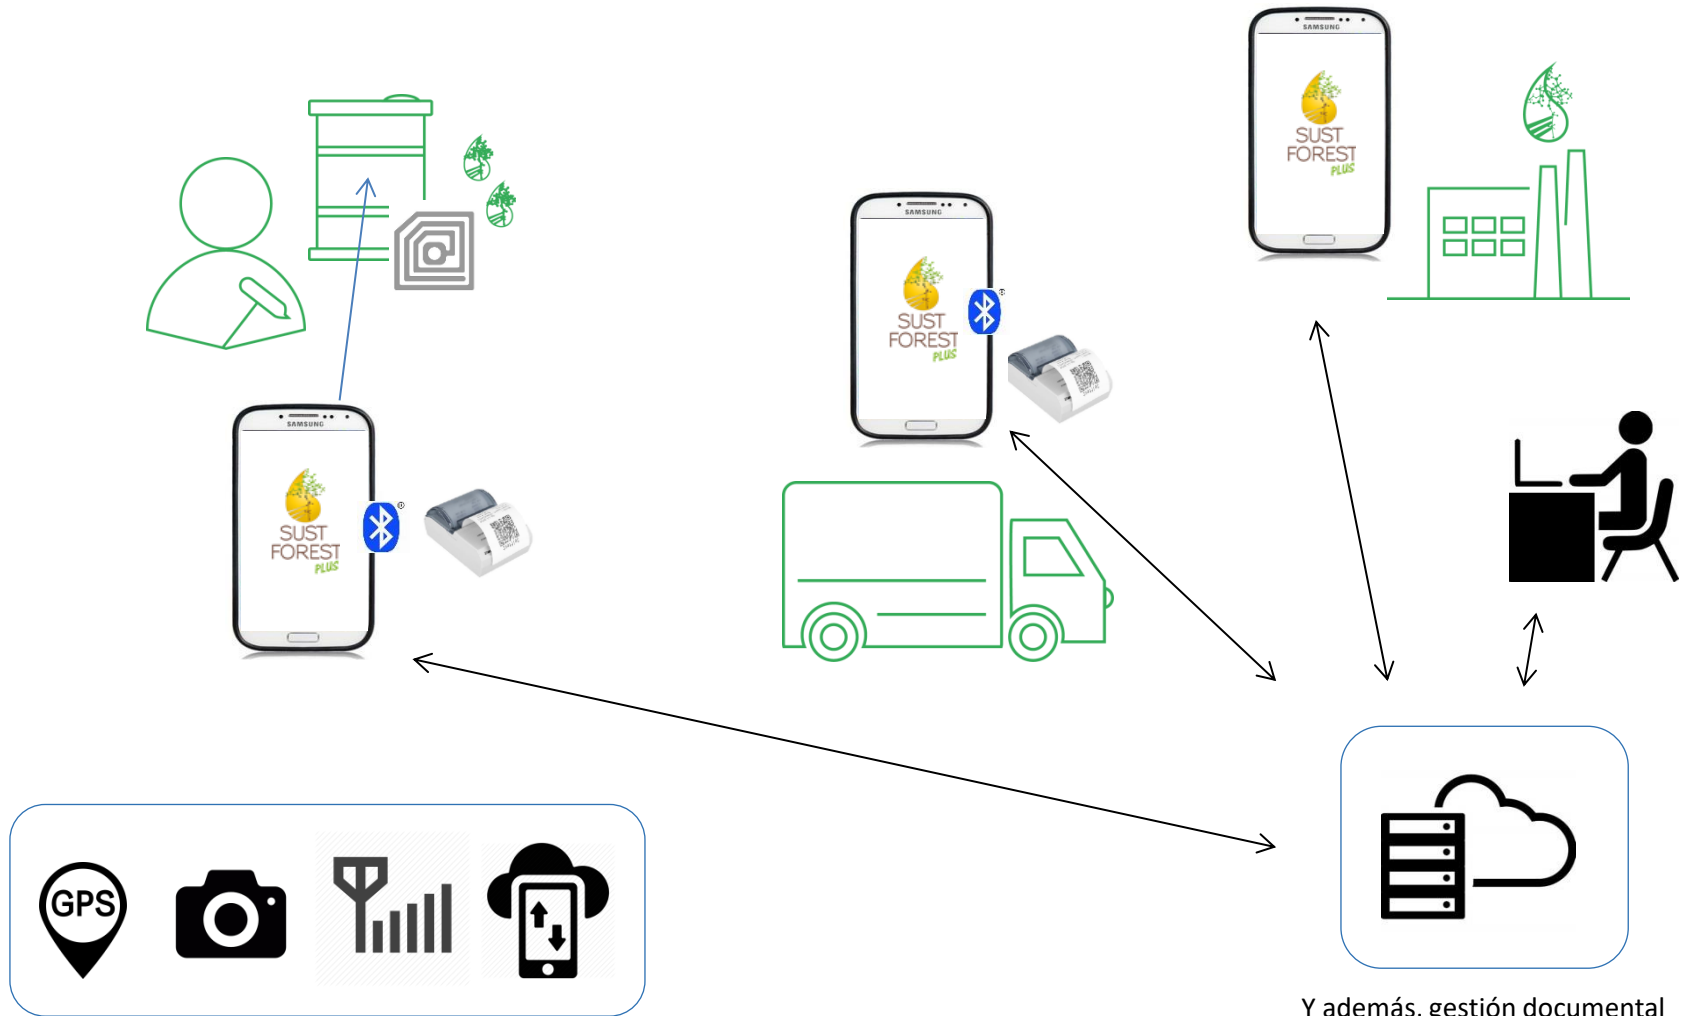 SAMSUNG
SUST
FOREST
PLUS
SAMSUNG
SUST
FOREST
PLUS
SAMSUNG
SUST
FOREST
PLUS
GPS
Y además, gestión documental